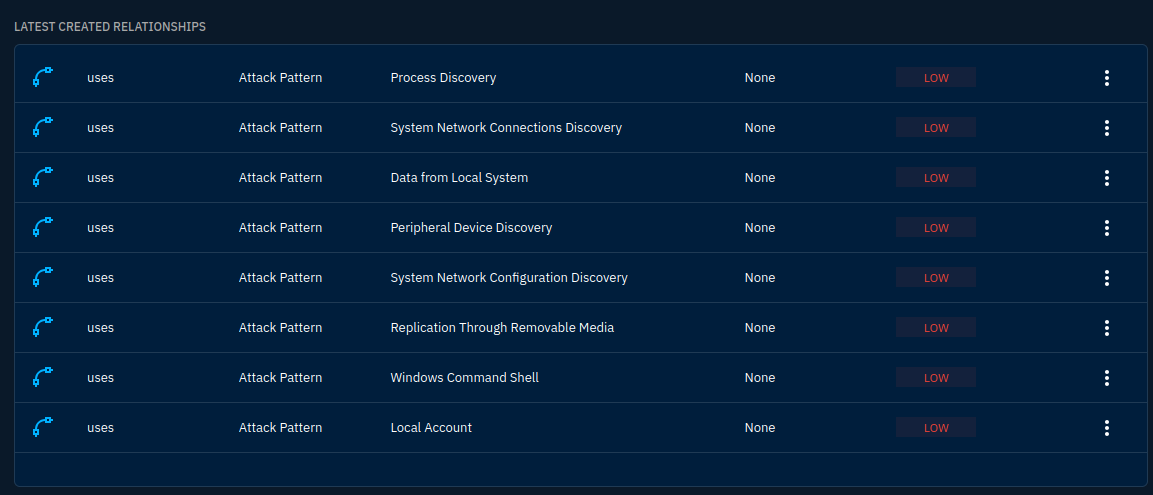 LATEST CREATED RELATIONSHIPS
uses Attack Pattern Process Discovery None LOW
uses Attack Pattern System Network Connections Discovery None LOW
uses Attack Pattern Data from Local System None LOW
uses Attack Pattern Peripheral Device Discovery None LOW
uses Attack Pattern System Network Configuration Discovery None LOW
uses Attack Pattern Replication Through Removable Media None LOW
uses Attack Pattern Windows Command Shell None LOW
uses Attack Pattern Local Account None LOW